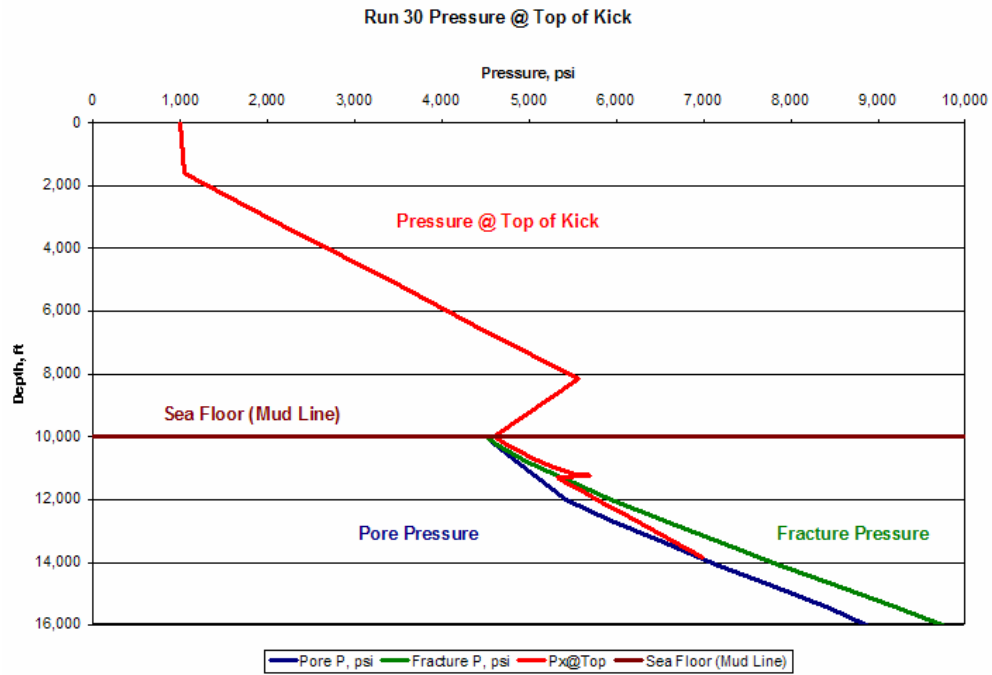 Run 30 Pressure @ Top of Kick
Pressure, psi
0 1,000 2,000 3,000 4,000 5,000 6,000 7,000 8,000 9,000 10,000
0
2,000
4,000
6,000
8,000
10,000
12,000
14,000
16,000
Depth, ft
Pressure @ Top of Kick
Sea Floor (Mud Line)
Pore Pressure
Fracture Pressure
Pore P, psi Fracture P, psi Px@Top Sea Floor (Mud Line)